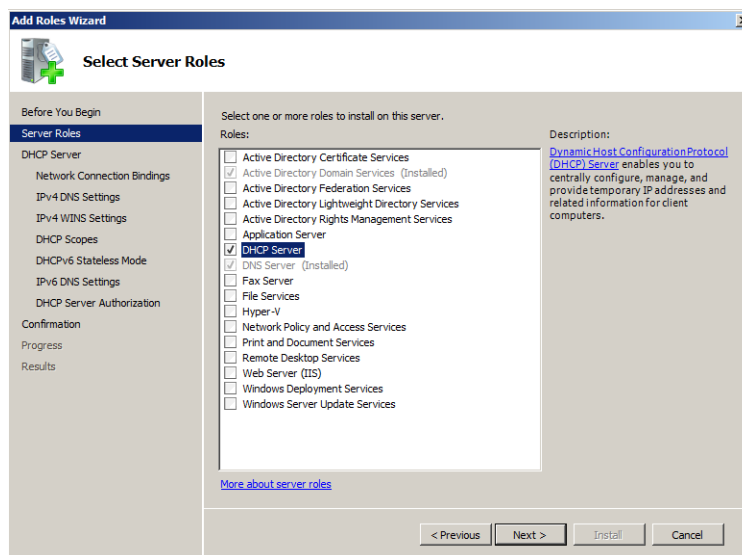 Add Roles Wizard
Select Server Roles
Before You Begin
Server Roles
DHCP Server
Network Connection Bindings
IPv4 DNS Settings
IPv4 WINS Settings
DHCP Scopes
DHCPv6 Stateless Mode
IPv6 DNS Settings
DHCP Server Authorization
Confirmation
Progress
Results
Select one or more roles to install on this server.
Roles:
Active Directory Certificate Services
Active Directory Domain Services (Installed)
Active Directory Federation Services
Active Directory Lightweight Directory Services
Active Directory Rights Management Services
Application Server
DHCP Server
DNS Server (Installed)
Fax Server
File Services
Hyper-V
Network Policy and Access Services
Print and Document Services
Remote Desktop Services
Web Server (IIS)
Windows Deployment Services
Windows Server Update Services
More about server roles
Description:
Dynamic Host Configuration Protocol
(DHCP) Server enables you to
centrally configure, manage, and
provide temporary IP addresses and
related information for client
computers.
< Previous
Next >
Install
Cancel